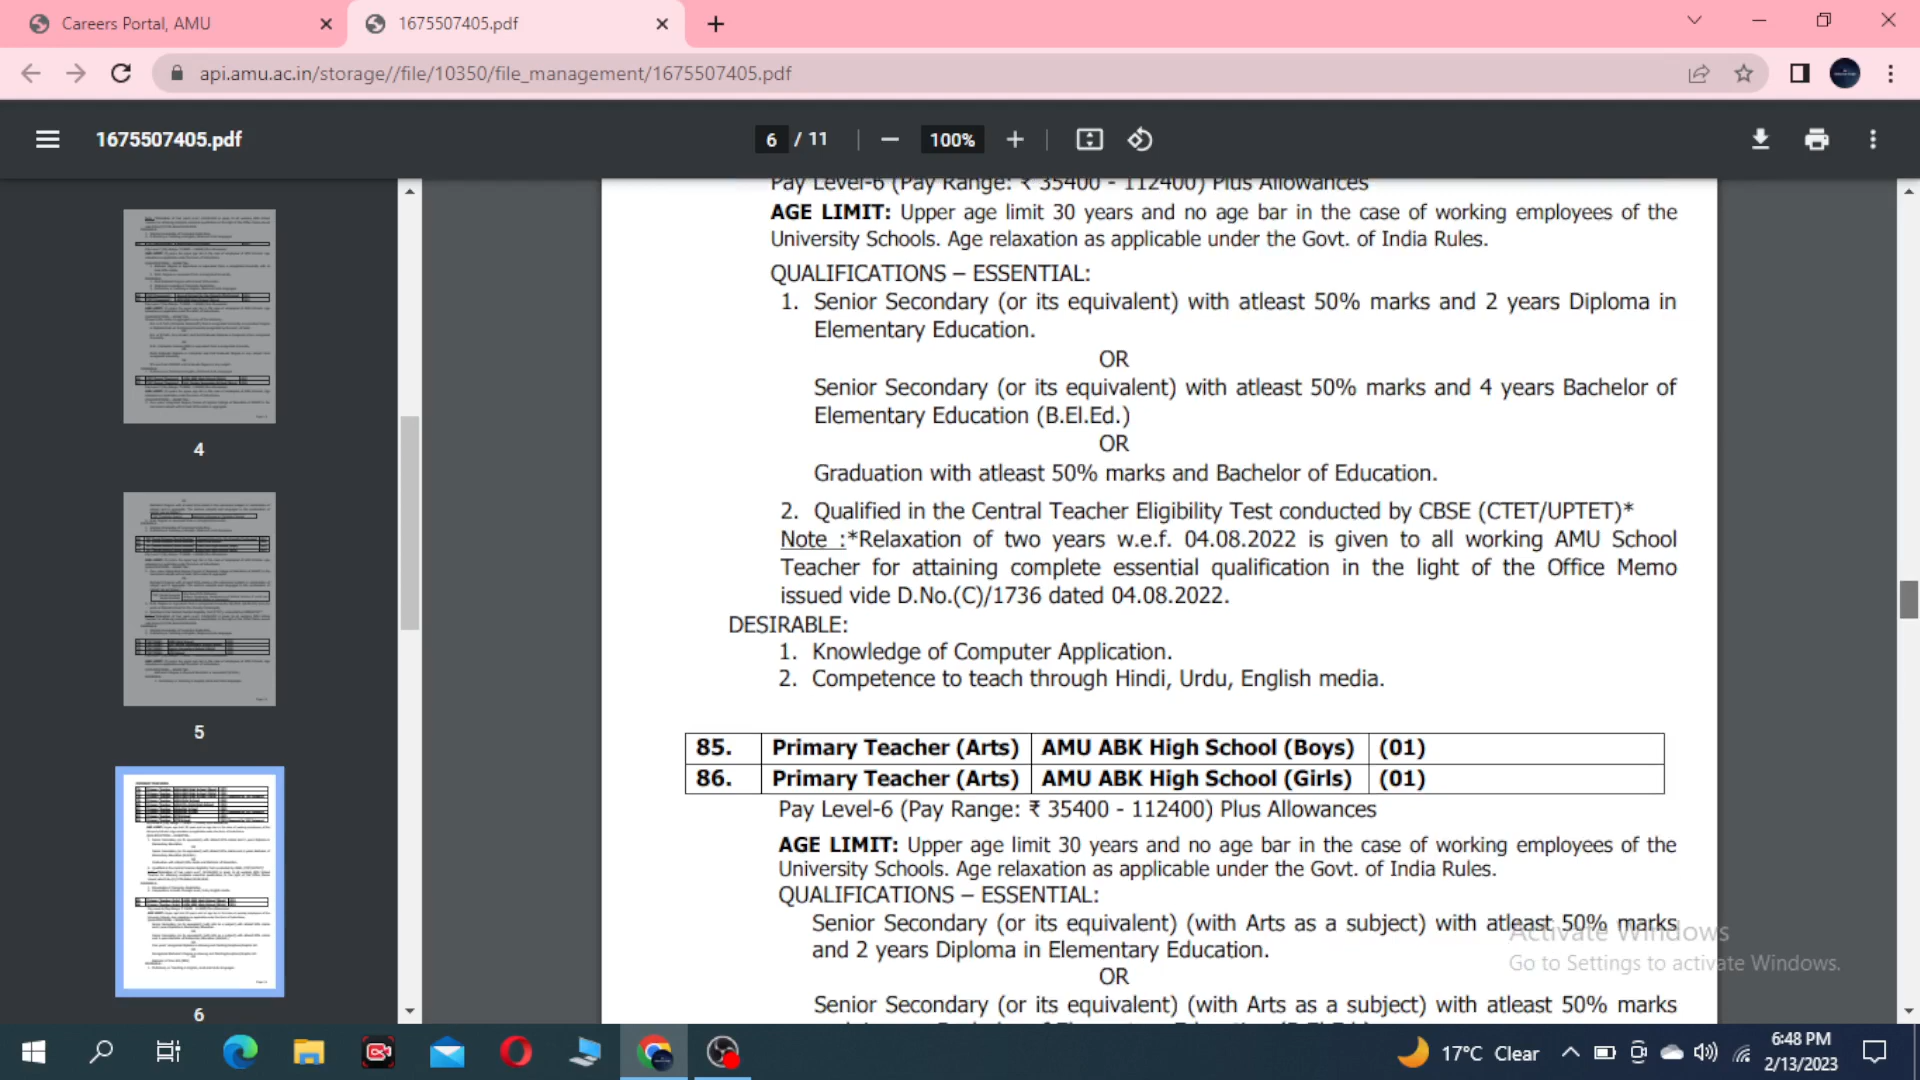 Careers Portal, AMU
1675507405.pdf
api.amu.ac.in/storage//file/10350/file_management/1675507405.pdf
1675507405.pdf
6 / 11
100%
Pay Level-6 (Pay Range: ₹ 35400 - 112400) Plus Allowances
AGE LIMIT: Upper age limit 30 years and no age bar in the case of working employees of the
University Schools. Age relaxation as applicable under the Govt. of India Rules.
QUALIFICATIONS – ESSENTIAL:
1. Senior Secondary (or its equivalent) with atleast 50% marks and 2 years Diploma in
Elementary Education.
OR
Senior Secondary (or its equivalent) with atleast 50% marks and 4 years Bachelor of
Elementary Education (B.El.Ed.)
OR
Graduation with atleast 50% marks and Bachelor of Education.
2. Qualified in the Central Teacher Eligibility Test conducted by CBSE (CTET/UPTET)*
Note :*Relaxation of two years w.e.f. 04.08.2022 is given to all working AMU School
Teacher for attaining complete essential qualification in the light of the Office Memo
issued vide D.No.(C)/1736 dated 04.08.2022.
DESIRABLE:
1. Knowledge of Computer Application.
2. Competence to teach through Hindi, Urdu, English media.
85. Primary Teacher (Arts) AMU ABK High School (Boys) (01)
86. Primary Teacher (Arts) AMU ABK High School (Girls) (01)
Pay Level-6 (Pay Range: ₹ 35400 - 112400) Plus Allowances
AGE LIMIT: Upper age limit 30 years and no age bar in the case of working employees of the
University Schools. Age relaxation as applicable under the Govt. of India Rules.
QUALIFICATIONS – ESSENTIAL:
Senior Secondary (or its equivalent) (with Arts as a subject) with atleast 50% marks
and 2 years Diploma in Elementary Education.
OR
Senior Secondary (or its equivalent) (with Arts as a subject) with atleast 50% marks
4
5
6
Activate Windows
Go to Settings to activate Windows.
17°C Clear
6:48 PM
2/13/2023